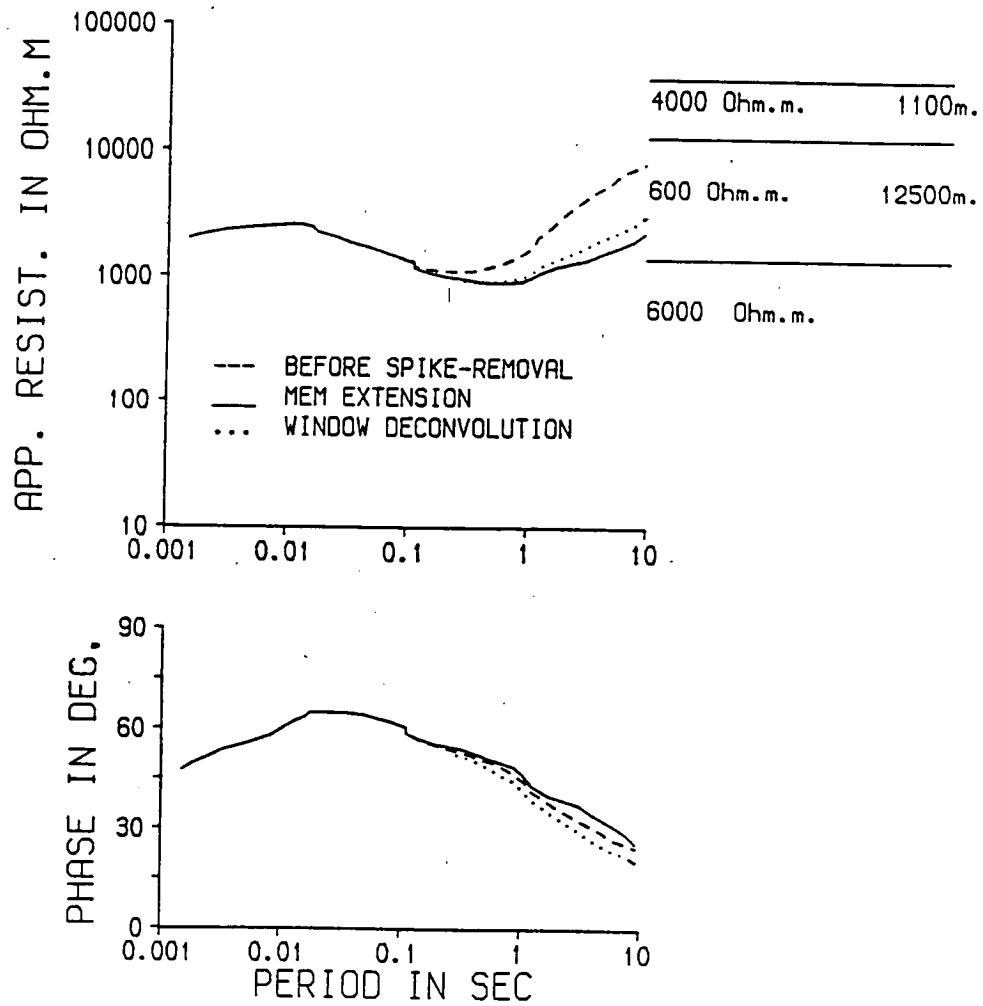 APP. RESIST. IN OHM.M
100000
10000
1000
100
10
0.001 0.01 0.1 1 10
4000 Ohm.m. 1100m.
600 Ohm.m. 12500m.
6000 Ohm.m.
--- BEFORE SPIKE-REMOVAL
___ MEM EXTENSION
... WINDOW DECONVOLUTION
PHASE IN DEG.
90
60
30
0
0.001 0.01 0.1 1 10
PERIOD IN SEC